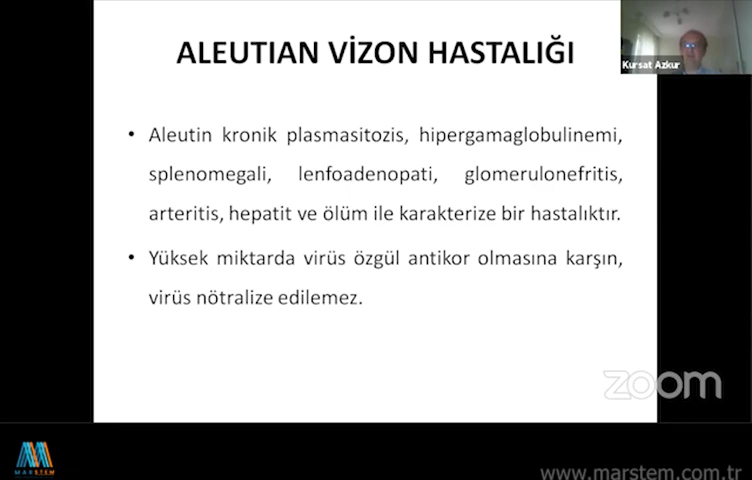 ALEUTIAN VİZON HASTALIĞI
Kursat Azkur
• Aleutin kronik plasmasitozis, hipergamaglobulinemi,
splenomegali, lenfoadenopati, glomerulonefritis,
arteritis, hepatit ve ölüm ile karakterize bir hastalıktır.
• Yüksek miktarda virüs özgül antikor olmasına karşın,
virüs nötralize edilemez.
zoom
MARSTEM
www.marstem.com.tr